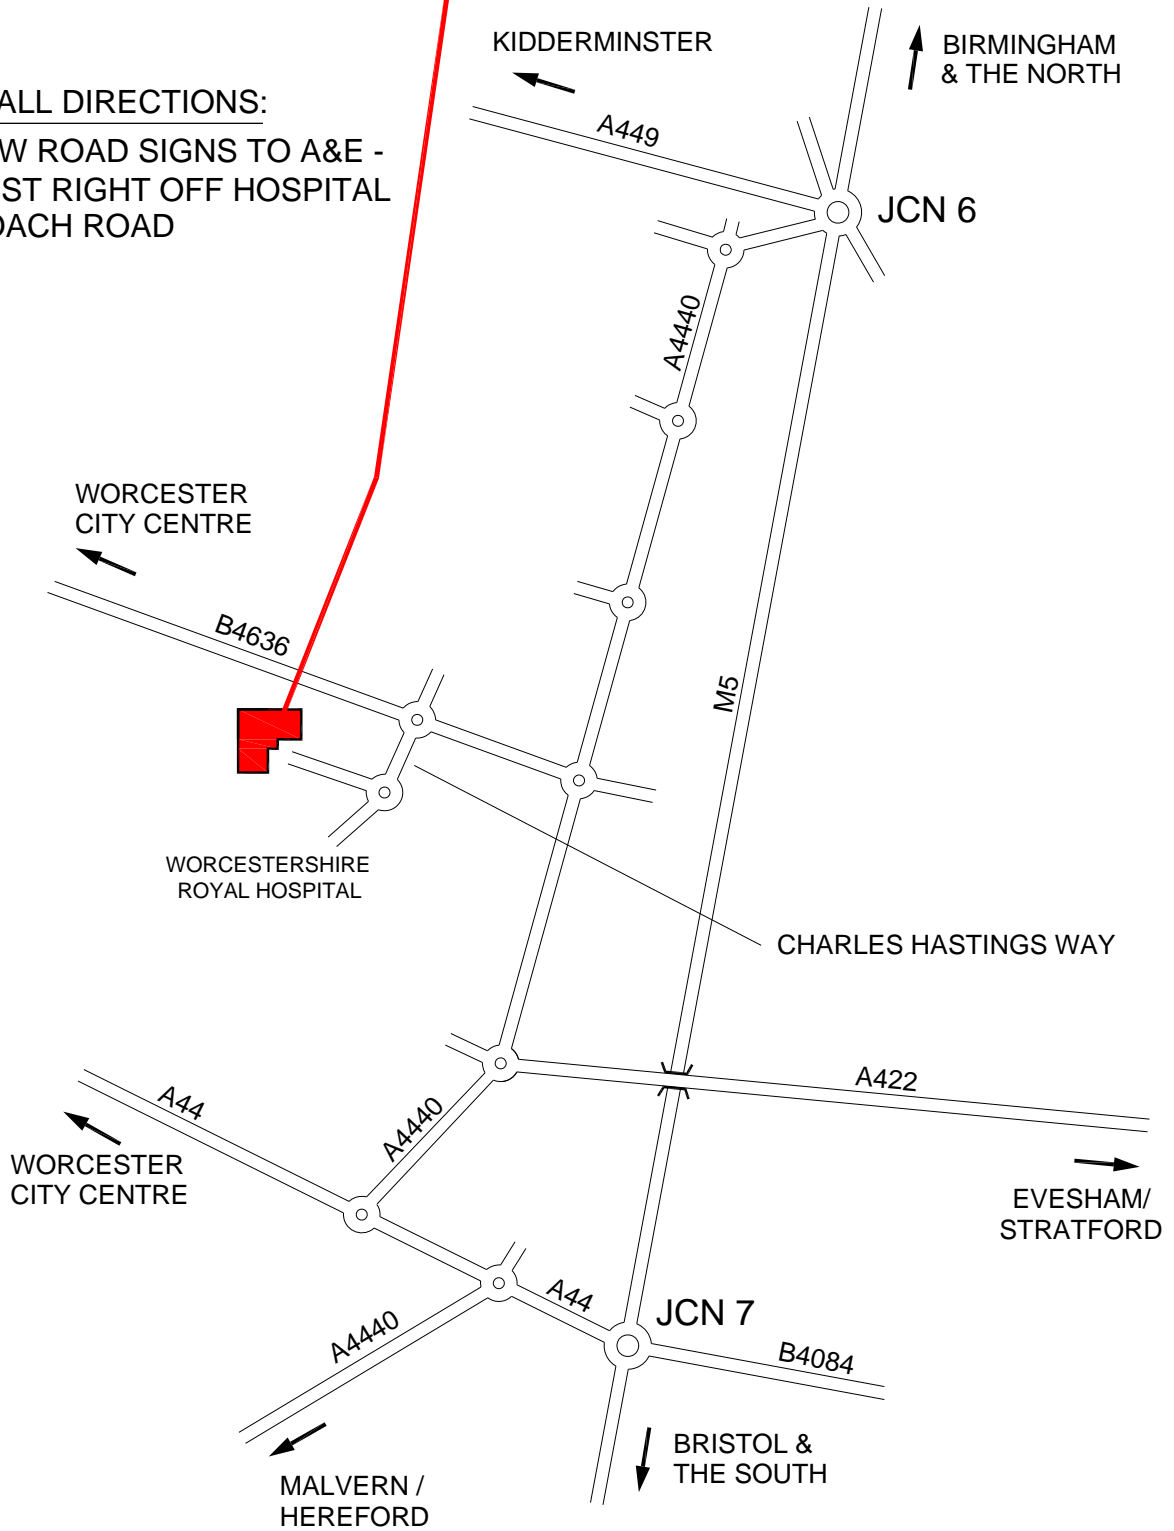 KIDDERMINSTER
BIRMINGHAM
& THE NORTH
ALL DIRECTIONS:
W ROAD SIGNS TO A&E -
ST RIGHT OFF HOSPITAL
OACH ROAD
A449
JCN 6
A4440
WORCESTER
CITY CENTRE
B4636
M5
WORCESTERSHIRE
ROYAL HOSPITAL
CHARLES HASTINGS WAY
A422
A44
A4440
WORCESTER
CITY CENTRE
EVESHAM/
STRATFORD
A44
JCN 7
A4440
B4084
BRISTOL &
THE SOUTH
MALVERN /
HEREFORD